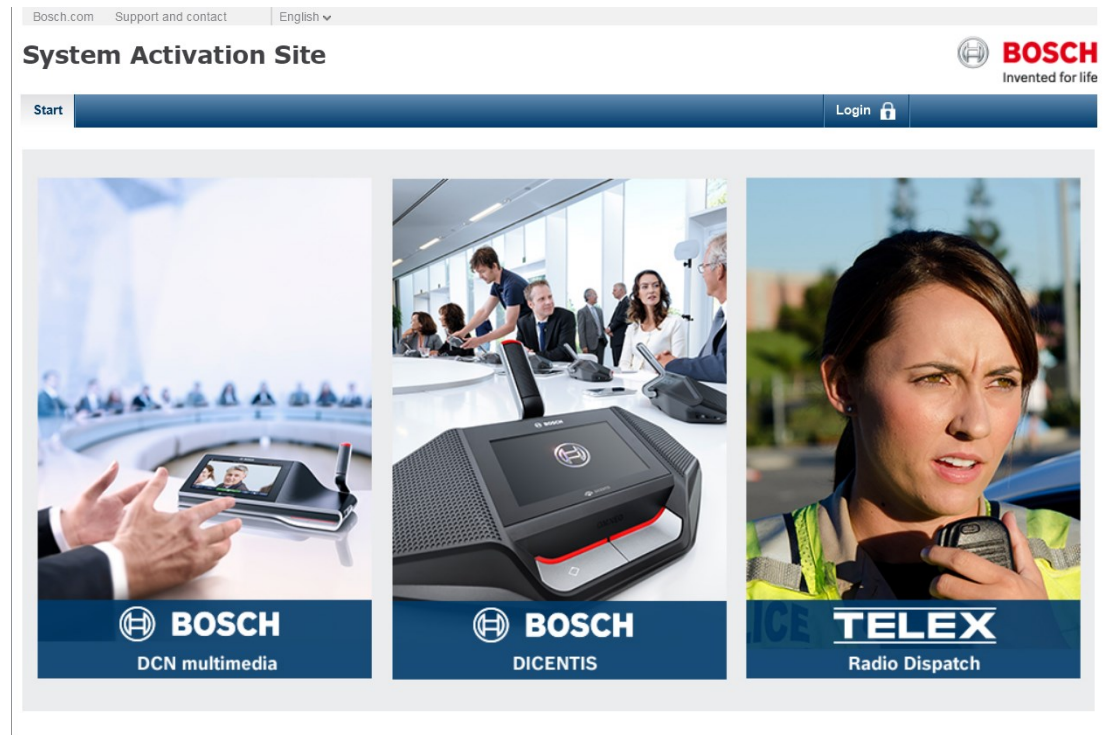 Bosch.com Support and contact English
System Activation Site
BOSCH
Invented for life
Start Login
BOSCH
BOSCH
DCN multimedia
BOSCH
DICENTIS
LICE
TELEX
Radio Dispatch